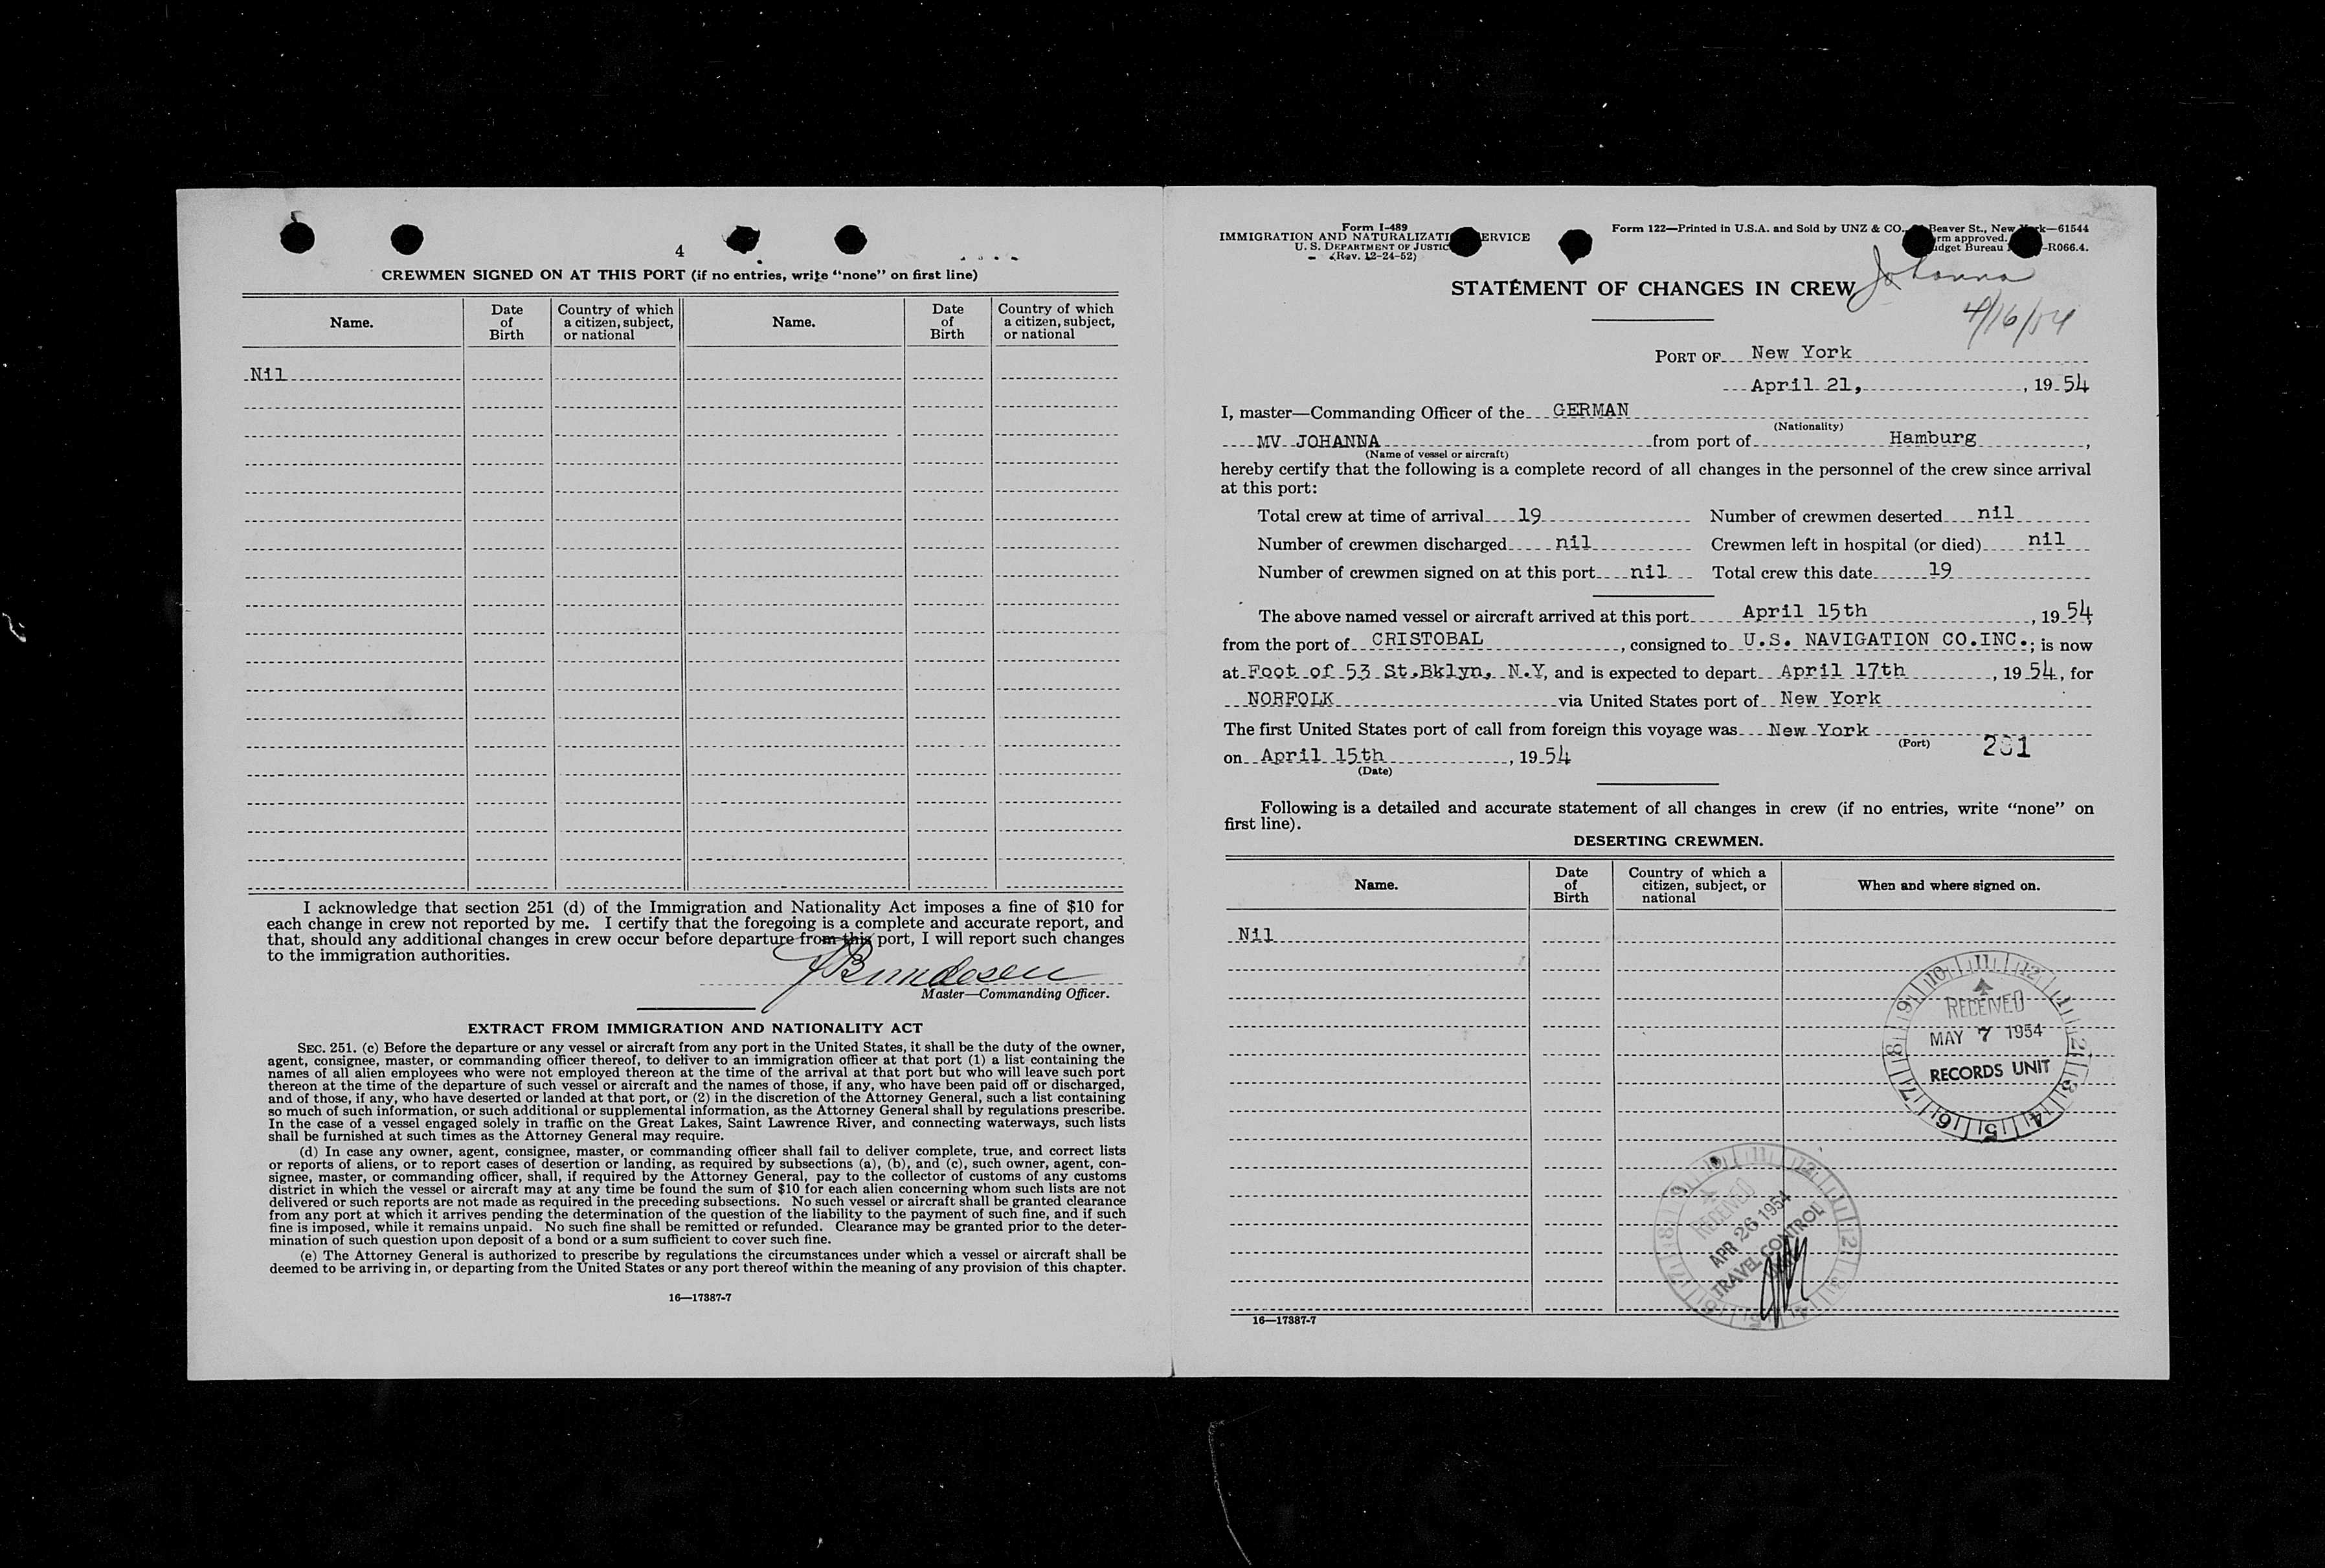 4
CREWMEN SIGNED ON AT THIS PORT (if no entries, write “none” on first line)
Name.
Date of Birth
Country of which a citizen, subject, or national
Name.
Date of Birth
Country of which a citizen, subject, or national
Nil
I acknowledge that section 251 (d) of the Immigration and Nationality Act imposes a fine of $10 for
each change in crew not reported by me. I certify that the foregoing is a complete and accurate report, and
that, should any additional changes in crew occur before departure from this port, I will report such changes
to the immigration authorities.
Master—Commanding Officer.
EXTRACT FROM IMMIGRATION AND NATIONALITY ACT
SEC. 251. (c) Before the departure or any vessel or aircraft from any port in the United States, it shall be the duty of the owner,
agent, consignee, master, or commanding officer thereof, to deliver to an immigration officer at that port (1) a list containing the
names of all alien employees who were not employed thereon at the time of the arrival at that port but who will leave such port
thereon at the time of the departure of such vessel or aircraft and the names of those, if any, who have been paid off or discharged,
and of those, if any, who have deserted or landed at that port, or (2) in the discretion of the Attorney General, such a list containing
so much of such information, or such additional or supplemental information, as the Attorney General shall by regulations prescribe.
In the case of a vessel engaged solely in traffic on the Great Lakes, Saint Lawrence River, and connecting waterways, such lists
shall be furnished at such times as the Attorney General may require.
(d) In case any owner, agent, consignee, master, or commanding officer shall fail to deliver complete, true, and correct lists
or reports of aliens, or to report cases of desertion or landing, as required by subsections (a), (b), and (c), such owner, agent, con-
signee, master, or commanding officer, shall, if required by the Attorney General, pay to the collector of customs of any customs
district in which the vessel or aircraft may at any time be found the sum of $10 for each alien concerning whom such lists are not
delivered or such reports are not made as required in the preceding subsections. No such vessel or aircraft shall be granted clearance
from any port at which it arrives pending the determination of the question of the liability to the payment of such fine, and if such
fine is imposed, while it remains unpaid. No such fine shall be remitted or refunded. Clearance may be granted prior to the deter-
mination of such question upon deposit of a bond or a sum sufficient to cover such fine.
(e) The Attorney General is authorized to prescribe by regulations the circumstances under which a vessel or aircraft shall be
deemed to be arriving in, or departing from the United States or any port thereof within the meaning of any provision of this chapter.
16—17387-7
Form I-489
IMMIGRATION AND NATURALIZATI ERVICE
U. S. DEPARTMENT OF JUSTIC
(Rev. 12-24-52)
Form 122—Printed in U.S.A. and Sold by UNZ & CO. Beaver St., New rk—61544
rm approved.
dget Bureau -R066.4.
STATEMENT OF CHANGES IN CREW
Johanna
4/16/54
PORT OF New York
April 21, , 19 54
I, master—Commanding Officer of the GERMAN
(Nationality)
MV JOHANNA from port of Hamburg ,
(Name of vessel or aircraft)
hereby certify that the following is a complete record of all changes in the personnel of the crew since arrival
at this port:
Total crew at time of arrival 19 Number of crewmen deserted nil
Number of crewmen discharged nil Crewmen left in hospital (or died) nil
Number of crewmen signed on at this port nil Total crew this date 19
The above named vessel or aircraft arrived at this port April 15th , 19 54
from the port of CRISTOBAL , consigned to U.S. NAVIGATION CO.INC.; is now
at Foot of 53 St.Bklyn, N.Y, and is expected to depart April 17th , 19 54, for
NORFOLK via United States port of New York
The first United States port of call from foreign this voyage was New York
(Port)
on April 15th , 19 54
(Date)
Following is a detailed and accurate statement of all changes in crew (if no entries, write “none” on
first line).
DESERTING CREWMEN.
Name.
Date of Birth
Country of which a citizen, subject, or national
When and where signed on.
Nil
10 11 12 1 2 3 4 5 6 7 8 9
RECEIVED
MAY 7 1954
RECORDS UNIT
RECEIVED
APR 26 1954
TRAVEL CONTROL
16—17387-7